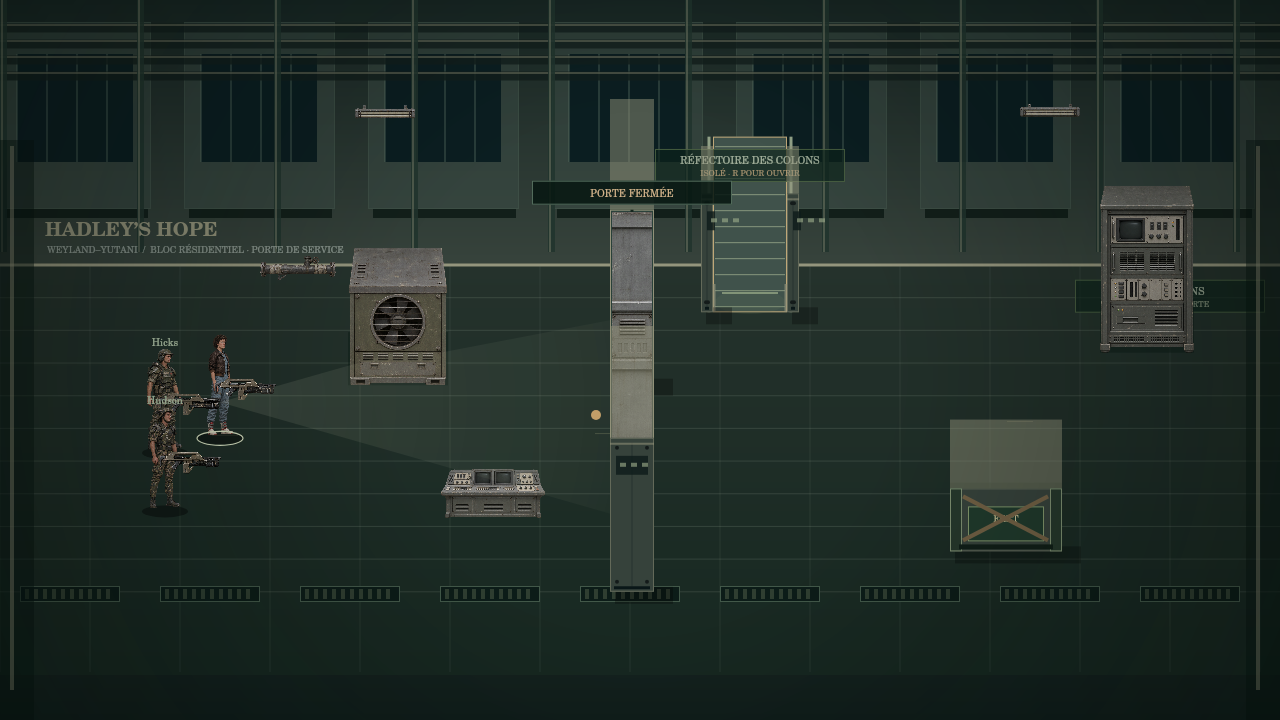 RÉFECTOIRE DES COLONS
ISOLÉ · R POUR OUVRIR
PORTE FERMÉE
HADLEY'S HOPE
WEYLAND–YUTANI / BLOC RÉSIDENTIEL · PORTE DE SERVICE
Hicks
Hudson